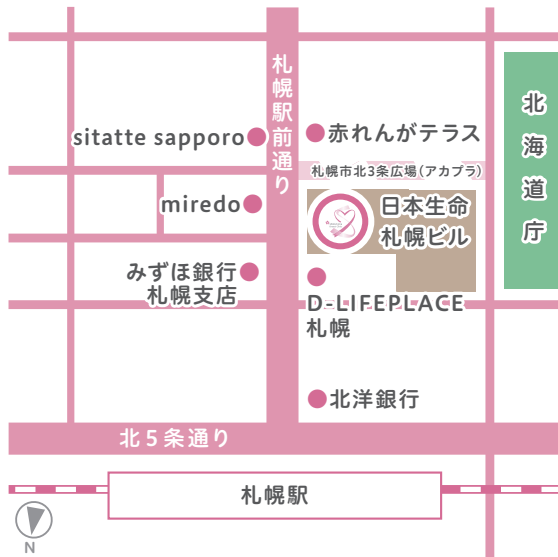 札幌駅前通り
北海道庁
sitatte sapporo
赤れんがテラス
札幌市北3条広場(アカプラ)
miredo
日本生命
札幌ビル
みずほ銀行
札幌支店
D-LIFEPLACE
札幌
北洋銀行
北5条通り
札幌駅
N